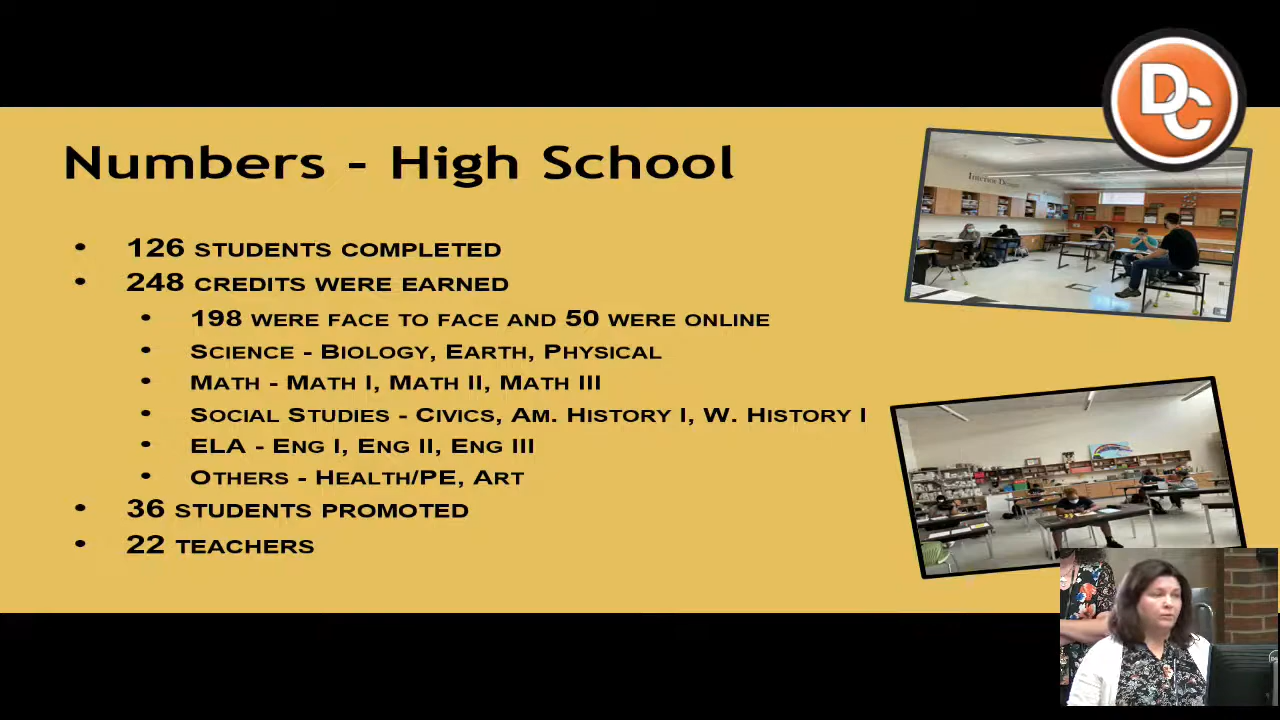 DC
Numbers - High School
Interior Design
• 126 STUDENTS COMPLETED
• 248 CREDITS WERE EARNED
• 198 WERE FACE TO FACE AND 50 WERE ONLINE
• SCIENCE - BIOLOGY, EARTH, PHYSICAL
• MATH - MATH I, MATH II, MATH III
• SOCIAL STUDIES - CIVICS, AM. HISTORY I, W. HISTORY I
• ELA - ENG I, ENG II, ENG III
• OTHERS - HEALTH/PE, ART
• 36 STUDENTS PROMOTED
• 22 TEACHERS